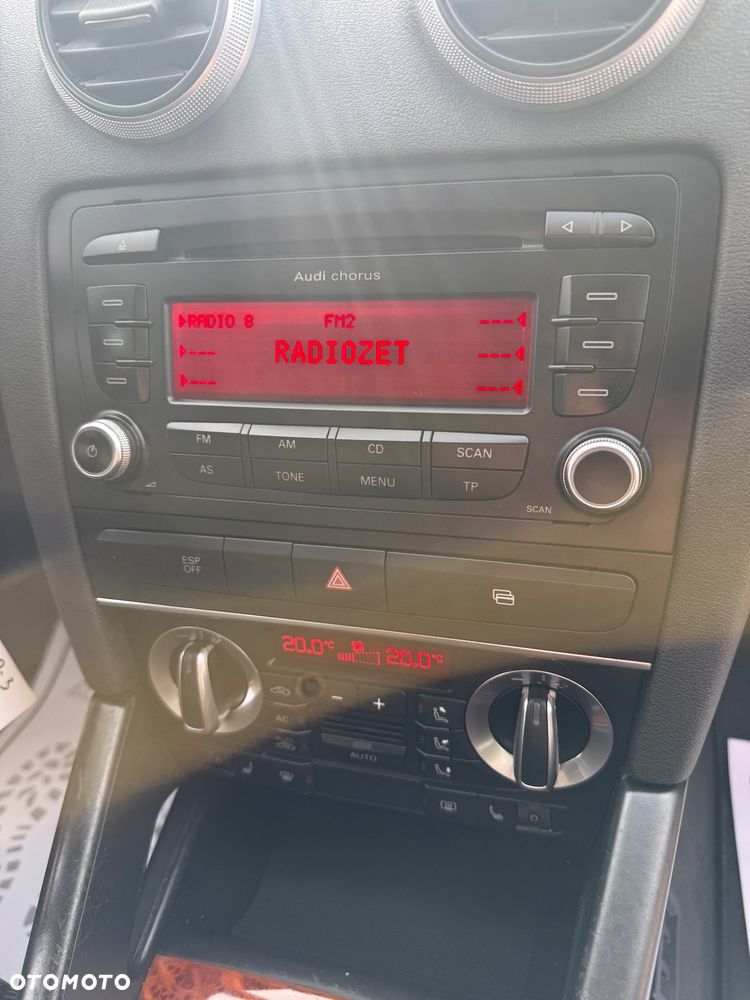 Audi chorus
RADIO 8 FM2 ---
--- RADIOZET ---
--- ---
FM AM CD SCAN
AS TONE MENU TP
SCAN
ESP
OFF
20.0°C 20.0°C
- +
AC
AUTO
OTOMOTO